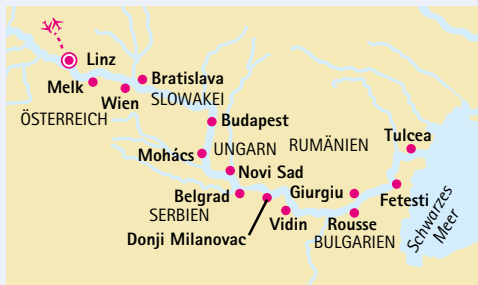 Linz
Melk
Bratislava
Wien
SLOWAKEI
ÖSTERREICH
Budapest
Tulcea
Mohács
UNGARN
RUMÄNIEN
Novi Sad
Belgrad
Giurgiu
Fetesti
SERBIEN
Donji Milanovac
Vidin
Rousse
BULGARIEN
Schwarzes
Meer